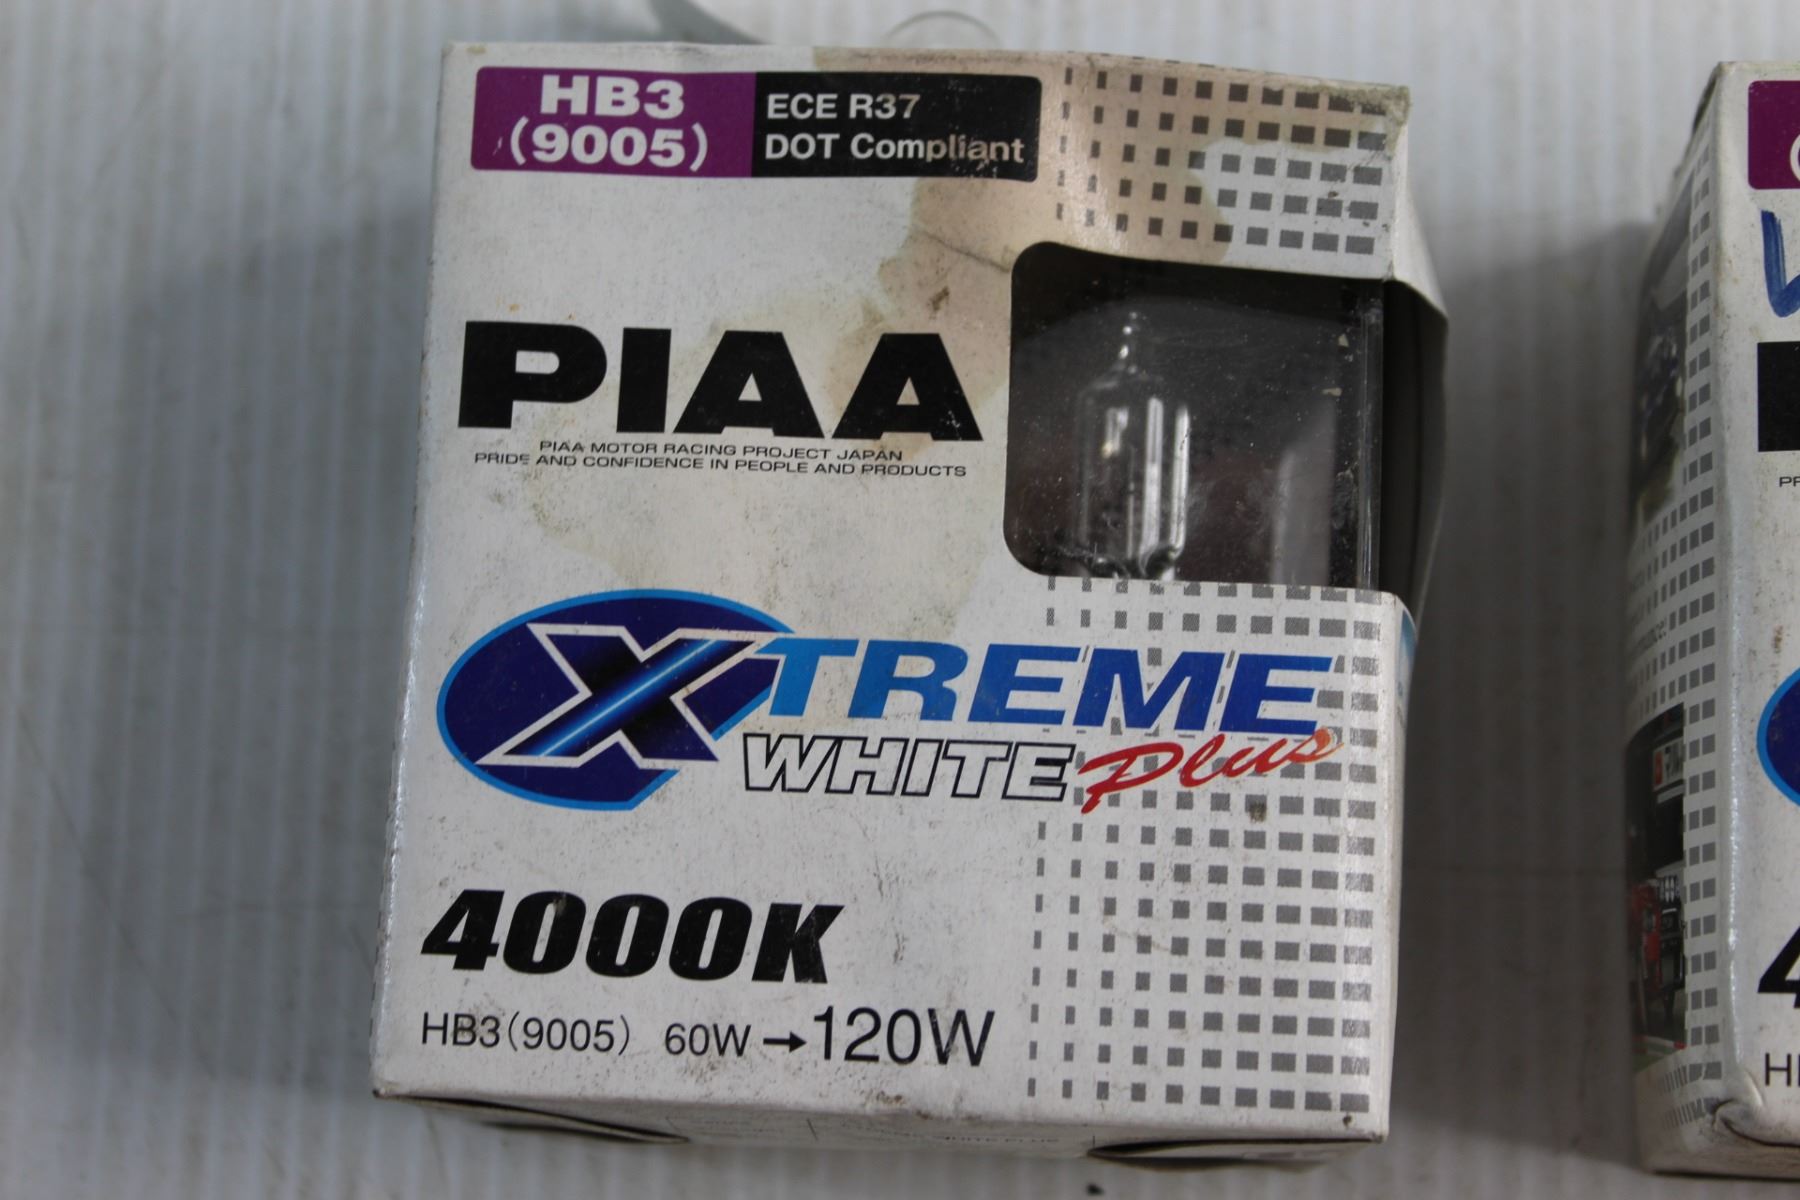 HB3
(9005)
ECE R37
DOT Compliant
PIAA
PIAA MOTOR RACING PROJECT JAPAN
PRIDE AND CONFIDENCE IN PEOPLE AND PRODUCTS
XTREME
WHITE Plus
4000K
HB3(9005) 60W→120W